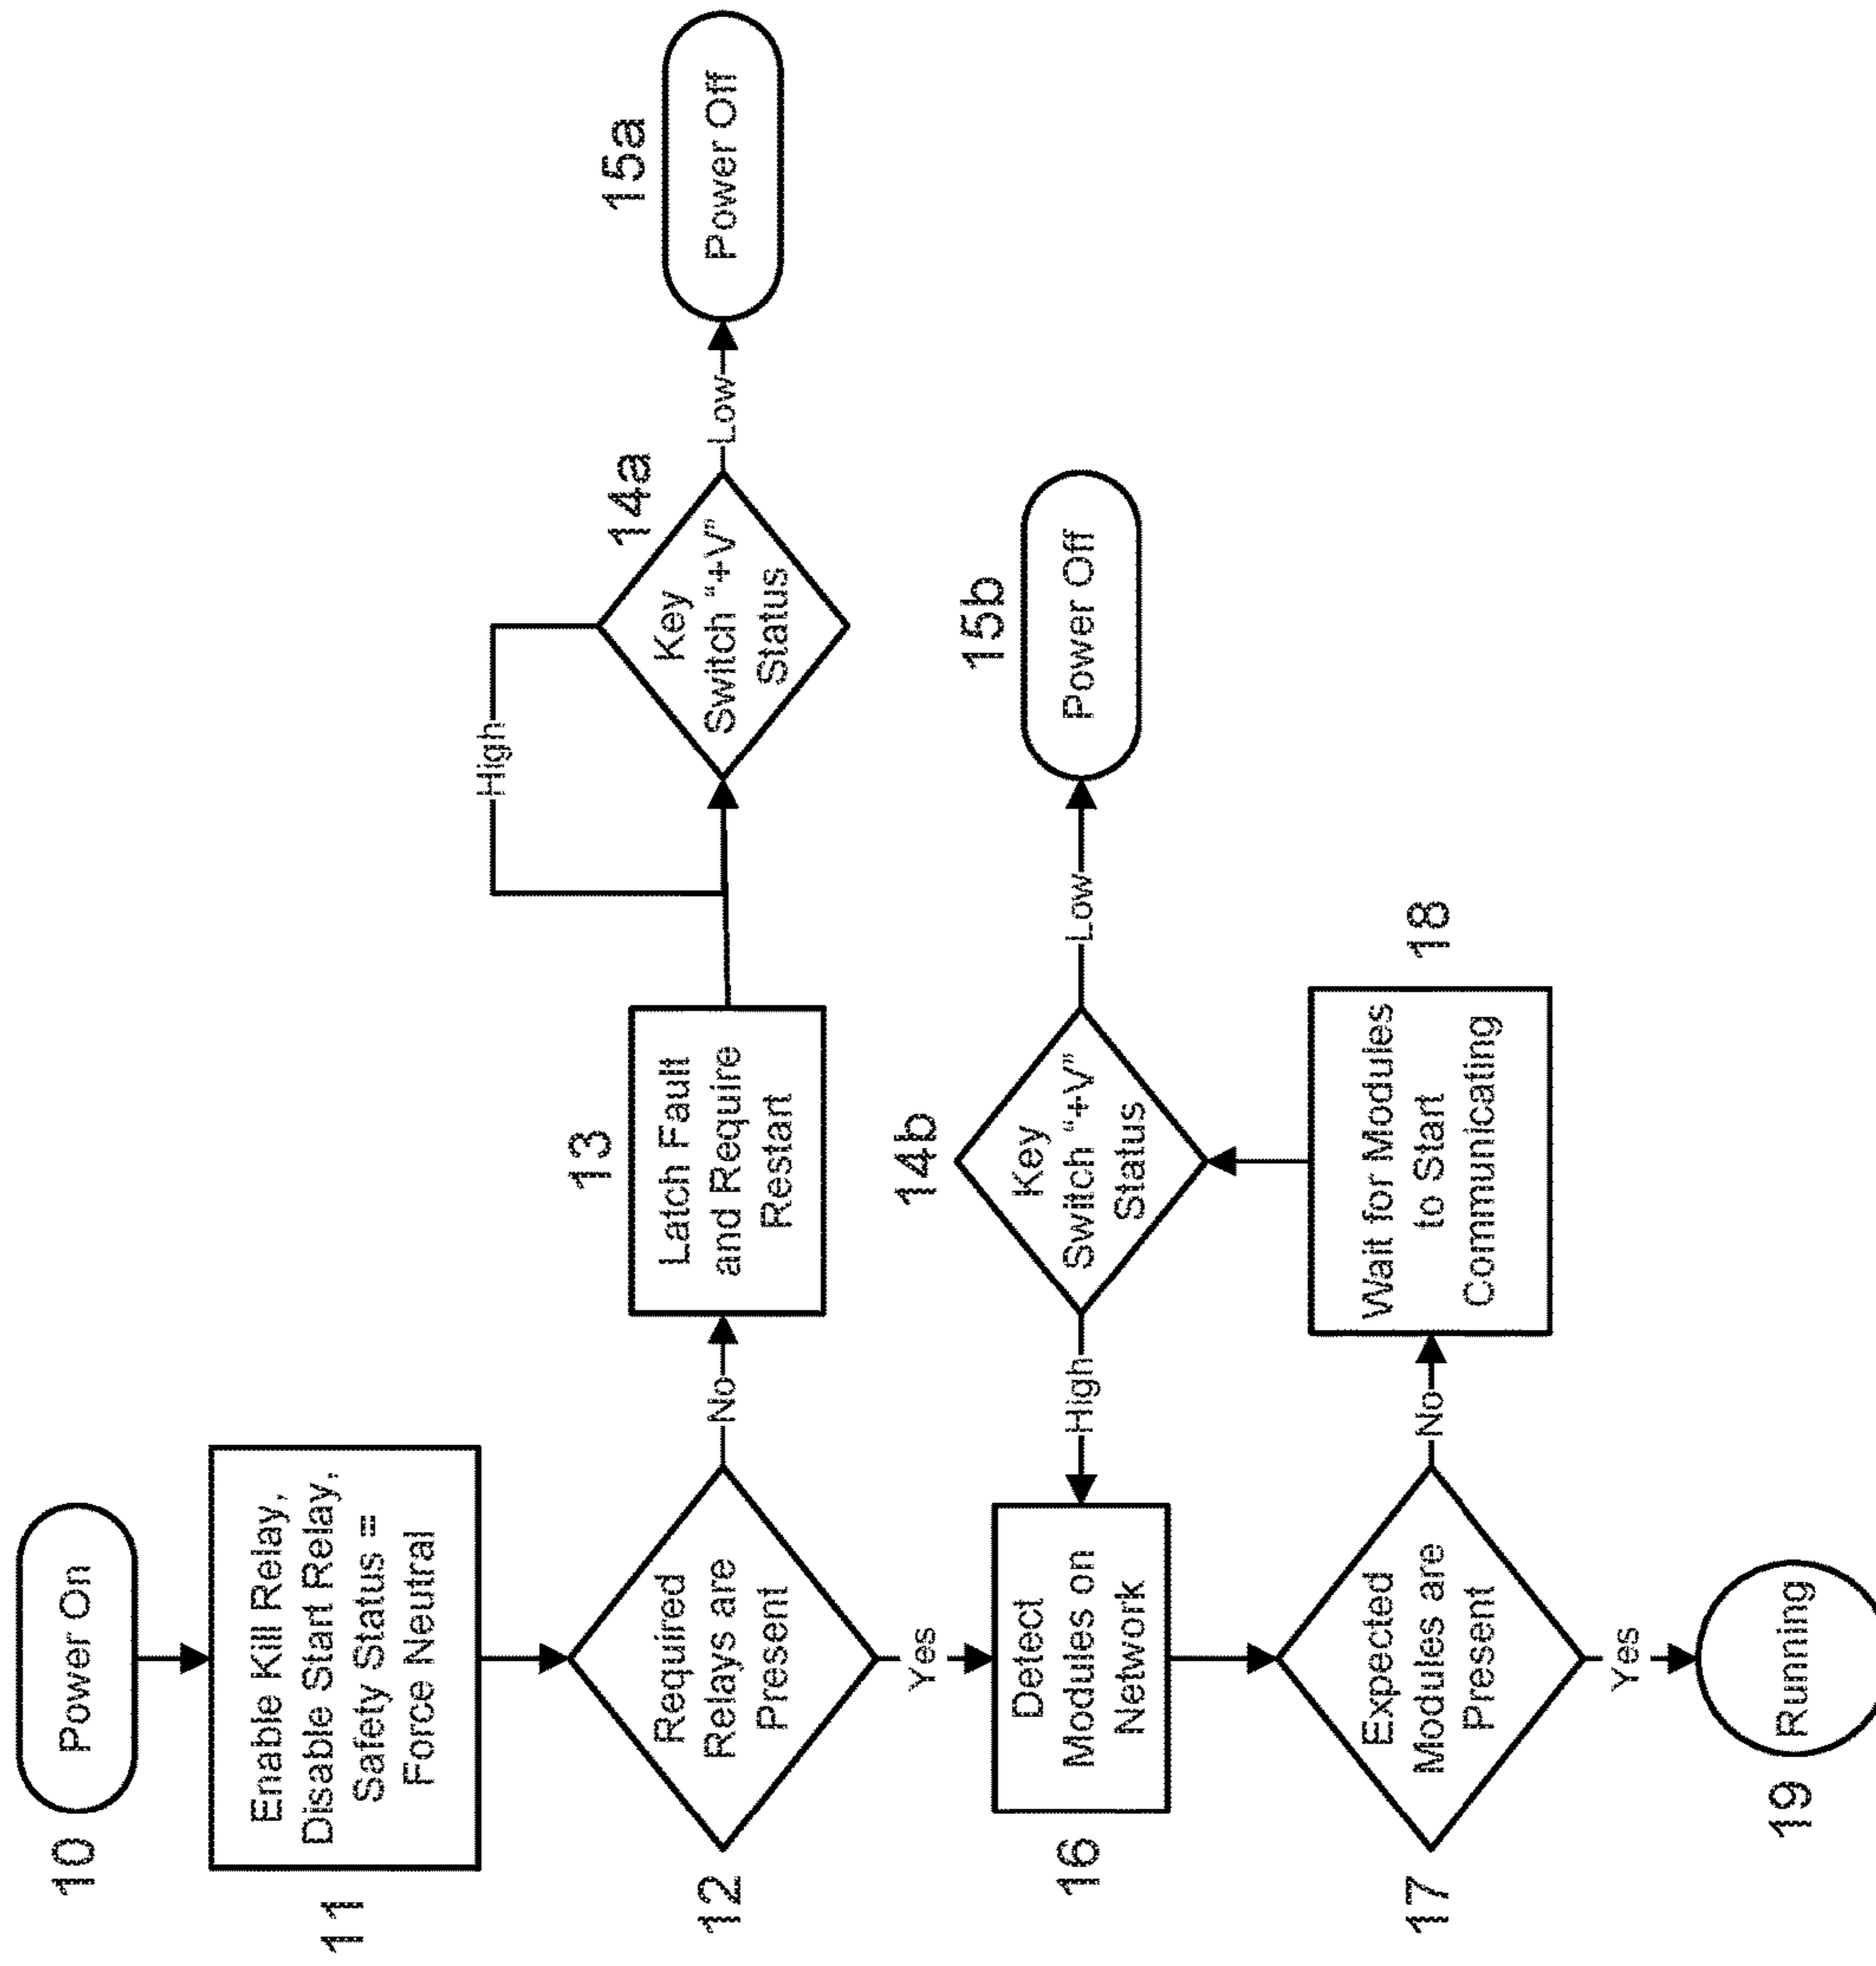 10
Power On
11
Enable Kill Relay,
Disable Start Relay,
Safety Status =
Force Neutral
12
Required
Relays are
Present
No
13
Latch Fault
and Require
Restart
High
14a
Key
Switch "+V"
Status
Low
15a
Power Off
Yes
16
Detect
Modules on
Network
High
14b
Key
Switch "+V"
Status
Low
15b
Power Off
17
Expected
Modules are
Present
No
18
Wait for Modules
to Start
Communicating
Yes
19
Running